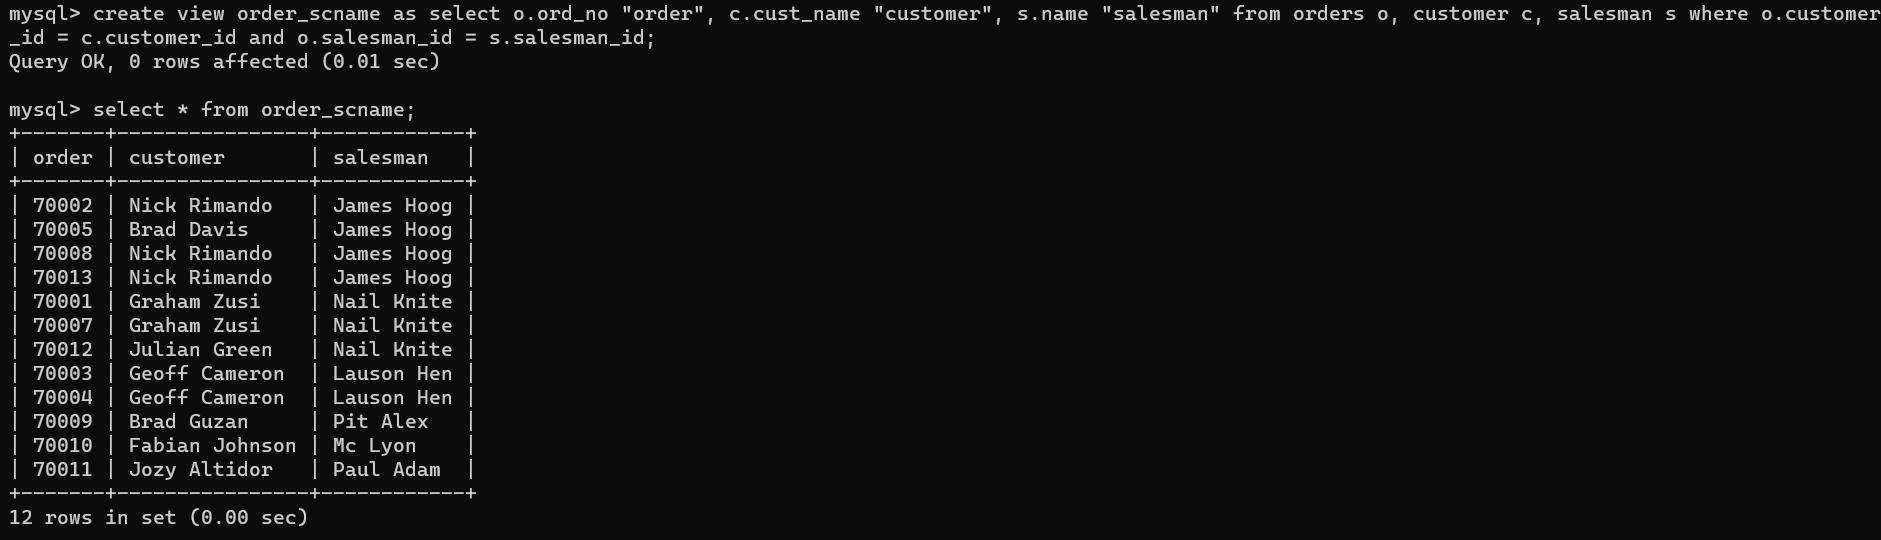 mysql> create view order_scname as select o.ord_no "order", c.cust_name "customer", s.name "salesman" from orders o, customer c, salesman s where o.customer
_id = c.customer_id and o.salesman_id = s.salesman_id;
Query OK, 0 rows affected (0.01 sec)

mysql> select * from order_scname;
+-------+----------------+------------+
| order | customer       | salesman   |
+-------+----------------+------------+
| 70002 | Nick Rimando   | James Hoog |
| 70005 | Brad Davis     | James Hoog |
| 70008 | Nick Rimando   | James Hoog |
| 70013 | Nick Rimando   | James Hoog |
| 70001 | Graham Zusi    | Nail Knite |
| 70007 | Graham Zusi    | Nail Knite |
| 70012 | Julian Green   | Nail Knite |
| 70003 | Geoff Cameron  | Lauson Hen |
| 70004 | Geoff Cameron  | Lauson Hen |
| 70009 | Brad Guzan     | Pit Alex   |
| 70010 | Fabian Johnson | Mc Lyon    |
| 70011 | Jozy Altidor   | Paul Adam  |
+-------+----------------+------------+
12 rows in set (0.00 sec)